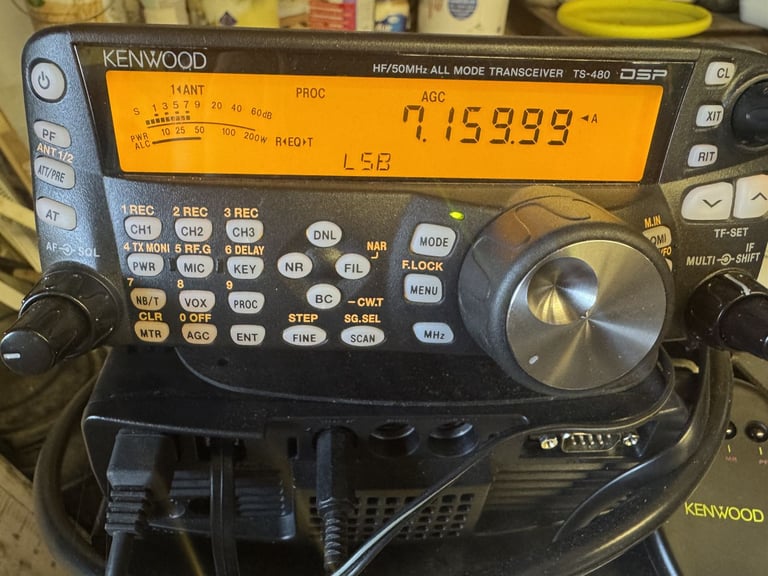 KENWOOD
HF/50MHz ALL MODE TRANSCEIVER TS-480 DSP
1◄ANT PROC AGC
S 1 3 5 7 9 20 40 60dB
7.159.99 ◄A
PWR 10 25 50 100 200W R◄EQ►T
ALC
LSB
CL
XIT
RIT
PF
ANT 1/2
ATT/PRE
AT
AF SQL
1 REC 2 REC 3 REC
CH1 CH2 CH3
4 TX MONI 5 RF.G 6 DELAY
PWR MIC KEY
7 8 9
NB/T VOX PROC
CLR 0 OFF
MTR AGC ENT
DNL
NAR
NR FIL
BC - CW.T
STEP SG.SEL
FINE SCAN
MODE
F.LOCK
MENU
MHz
M.IN
TF-SET
MULTI IF SHIFT
KENWOOD